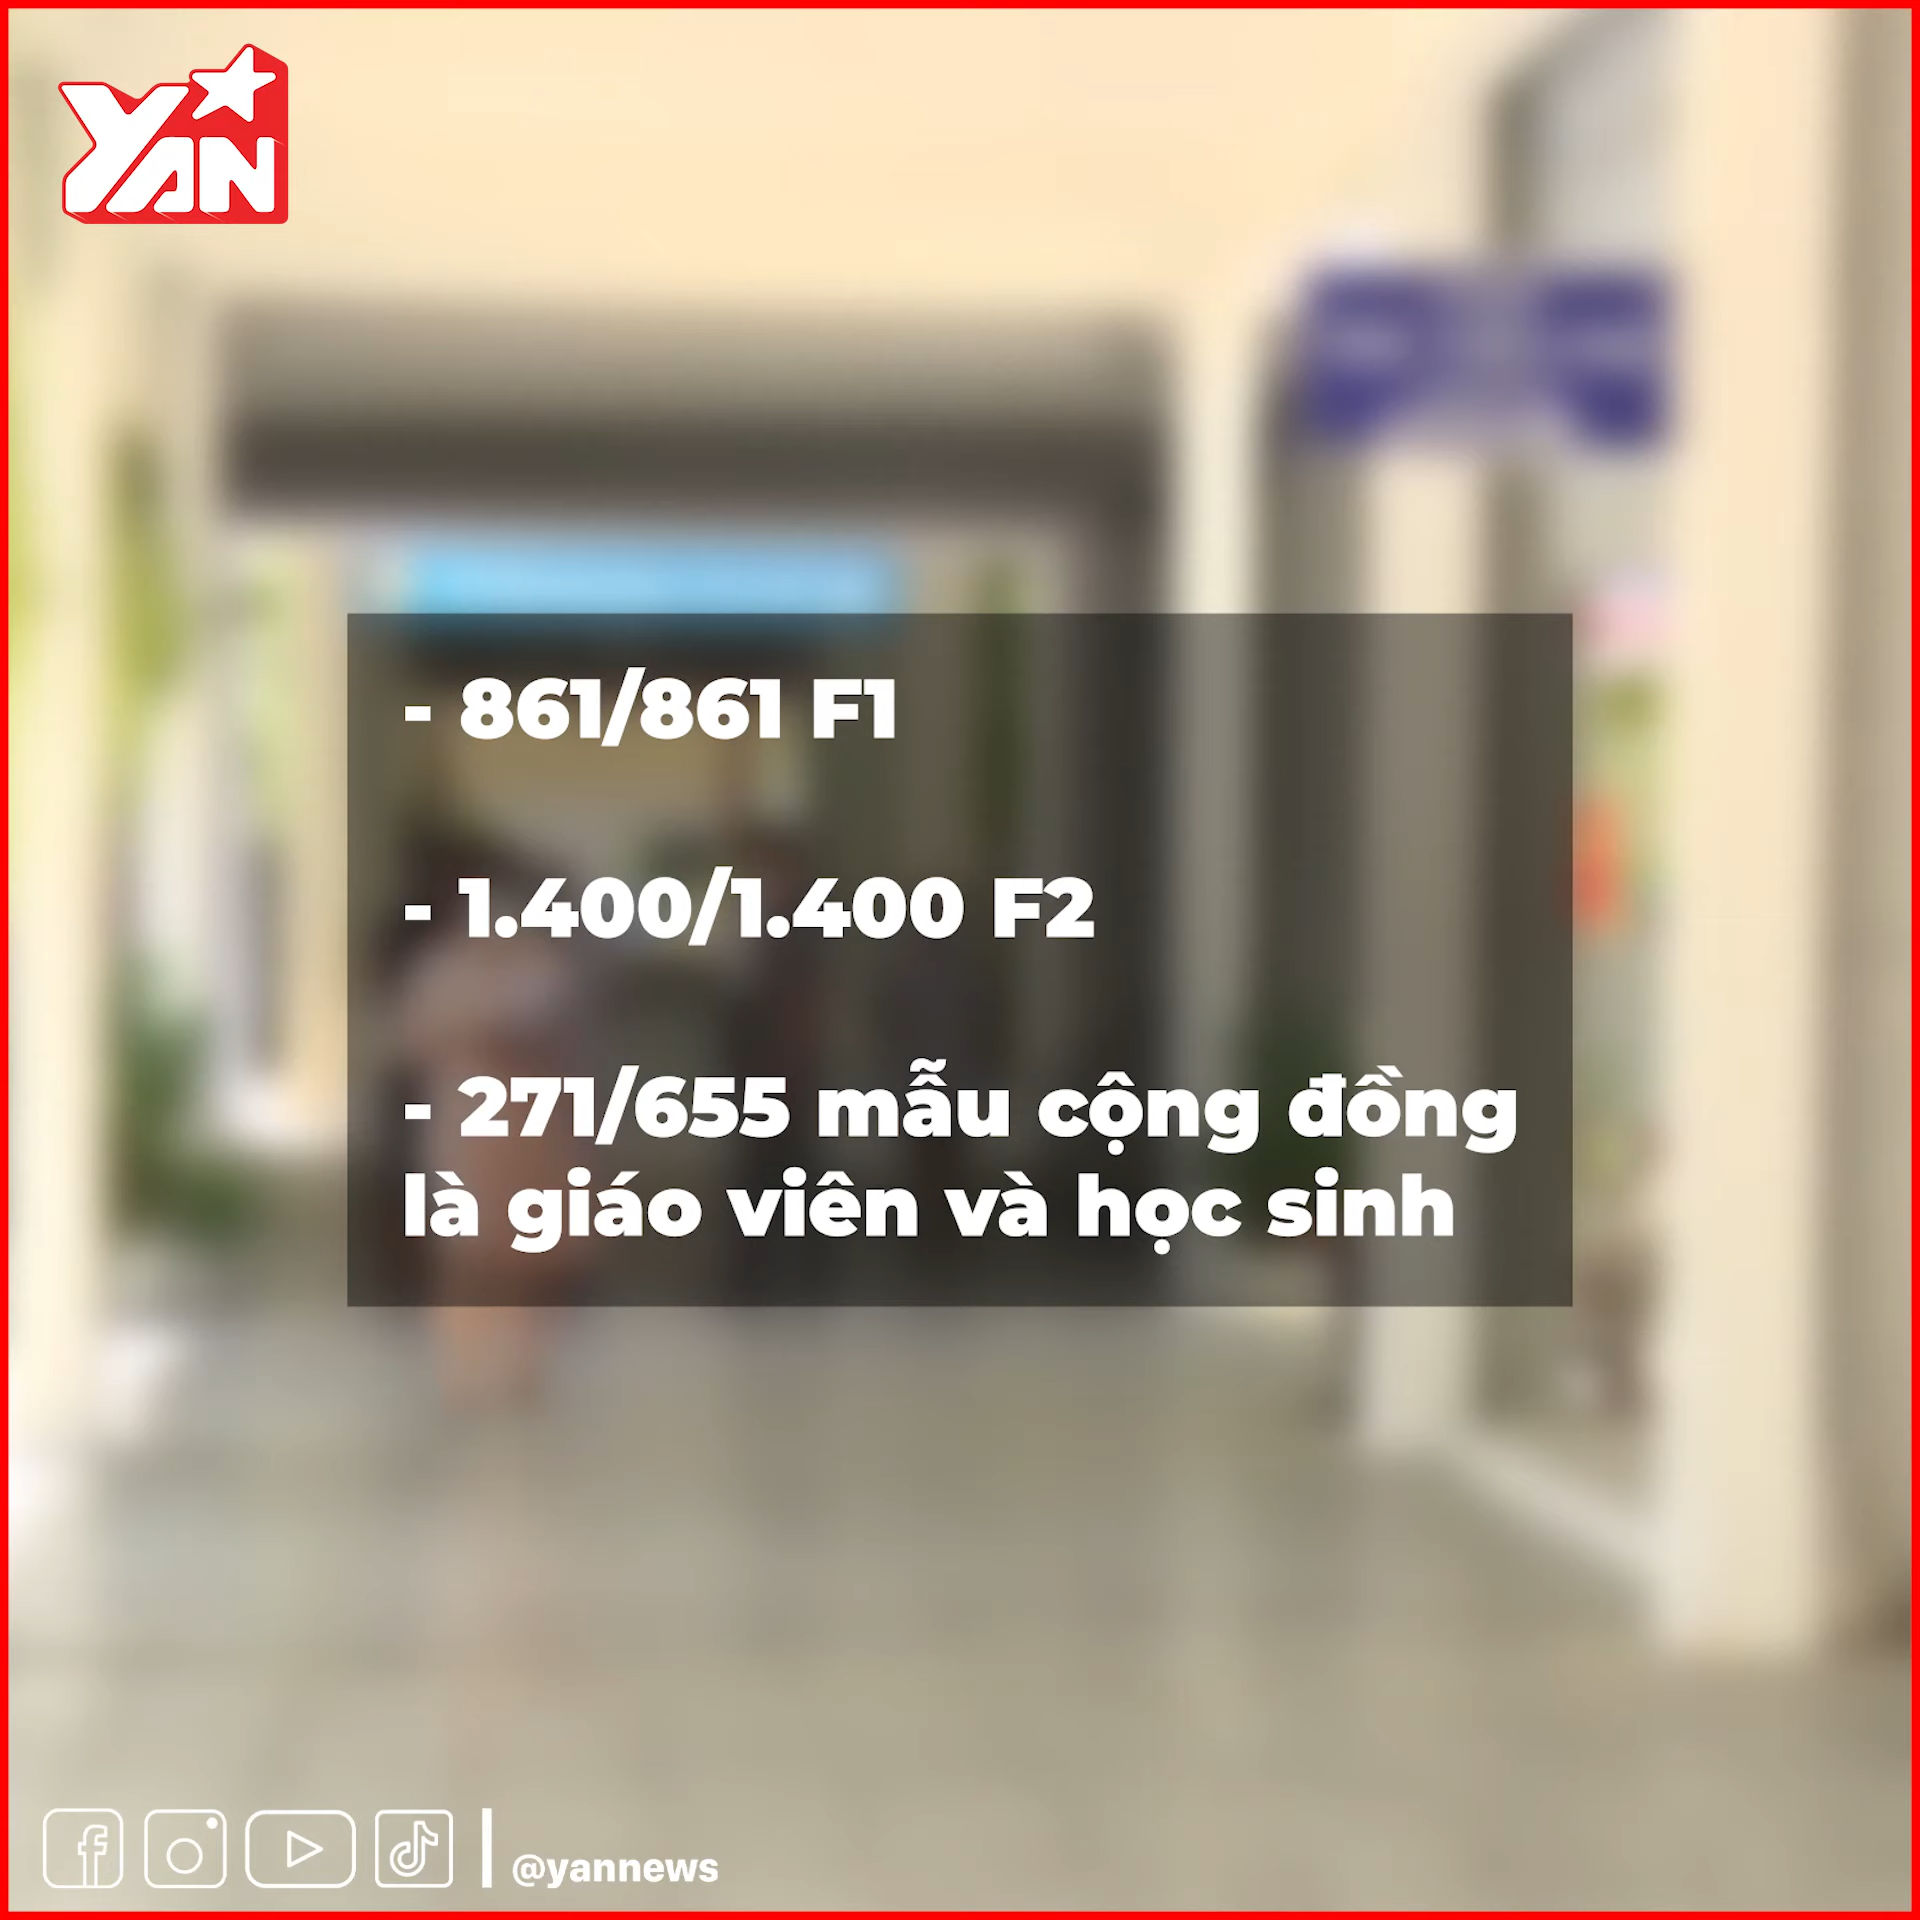 YAN
- 861/861 F1
- 1.400/1.400 F2
- 271/655 mẫu cộng đồng
là giáo viên và học sinh
@yannews